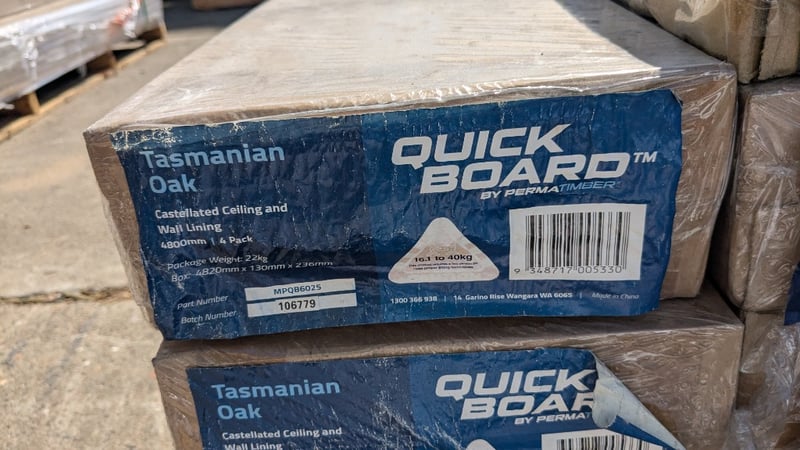 Tasmanian
Oak
Castellated Ceiling and
Wall Lining
4800mm | 4 Pack
Package Weight: 22kg
Box: 4820mm x 130mm x 236mm
Part Number MPQB6025
Batch Number 106779
QUICK
BOARD™
BY PERMATIMBER
16.1 to 40kg
9 348717 005330
1300 366 938 | 14 Garino Rise Wangara WA 6065 | Made in China
Tasmanian
Oak
Castellated Ceiling and
Wall Lining
QUICK
BOAR
BY PERMAT